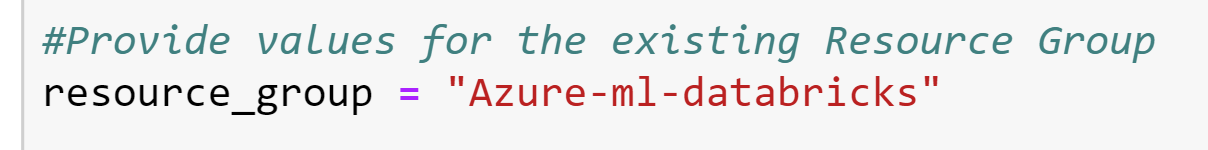 #Provide values for the existing Resource Group
resource_group = "Azure-ml-databricks"